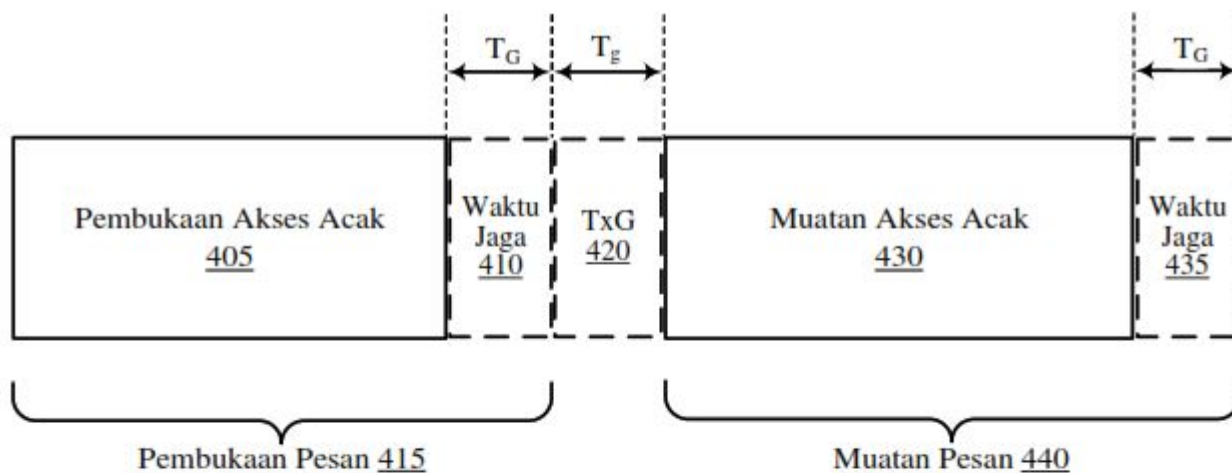 T_G T_g T_G
Pembukaan Akses Acak
405
Waktu
Jaga
410
TxG
420
Muatan Akses Acak
430
Waktu
Jaga
435
Pembukaan Pesan 415
Muatan Pesan 440